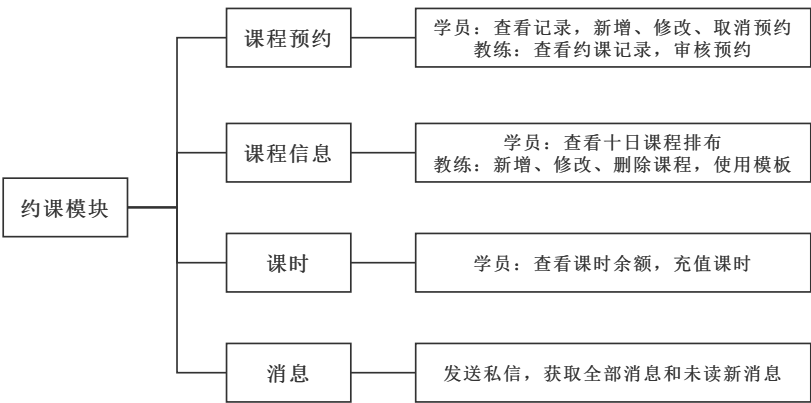 课程预约
学员：查看记录，新增、修改、取消预约
教练：查看约课记录，审核预约
课程信息
学员：查看十日课程排布
教练：新增、修改、删除课程，使用模板
约课模块
课时
学员：查看课时余额，充值课时
消息
发送私信，获取全部消息和未读新消息